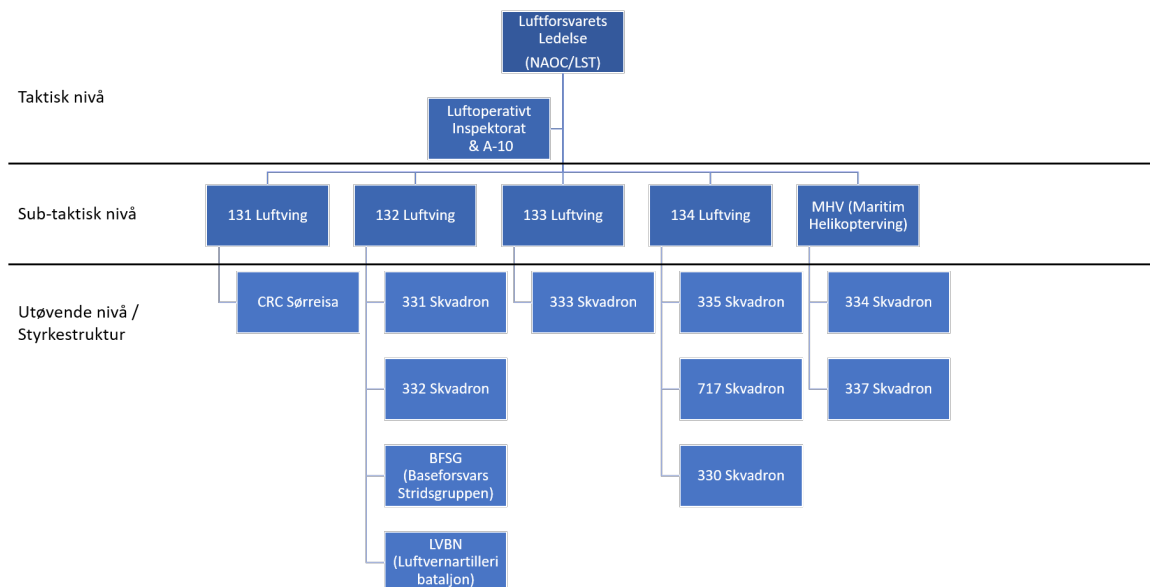 Luftforsvarets
Ledelse
(NAOC/LST)
Taktisk nivå
Luftoperativt
Inspektorat
& A-10
Sub-taktisk nivå
131 Luftving
132 Luftving
133 Luftving
134 Luftving
MHV (Maritim
Helikopterving)
Utøvende nivå /
Styrkestruktur
CRC Sørreisa
331 Skvadron
333 Skvadron
335 Skvadron
334 Skvadron
332 Skvadron
717 Skvadron
337 Skvadron
BFSG
(Baseforsvars
Stridsgruppen)
330 Skvadron
LVBN
(Luftvernartilleri
bataljon)